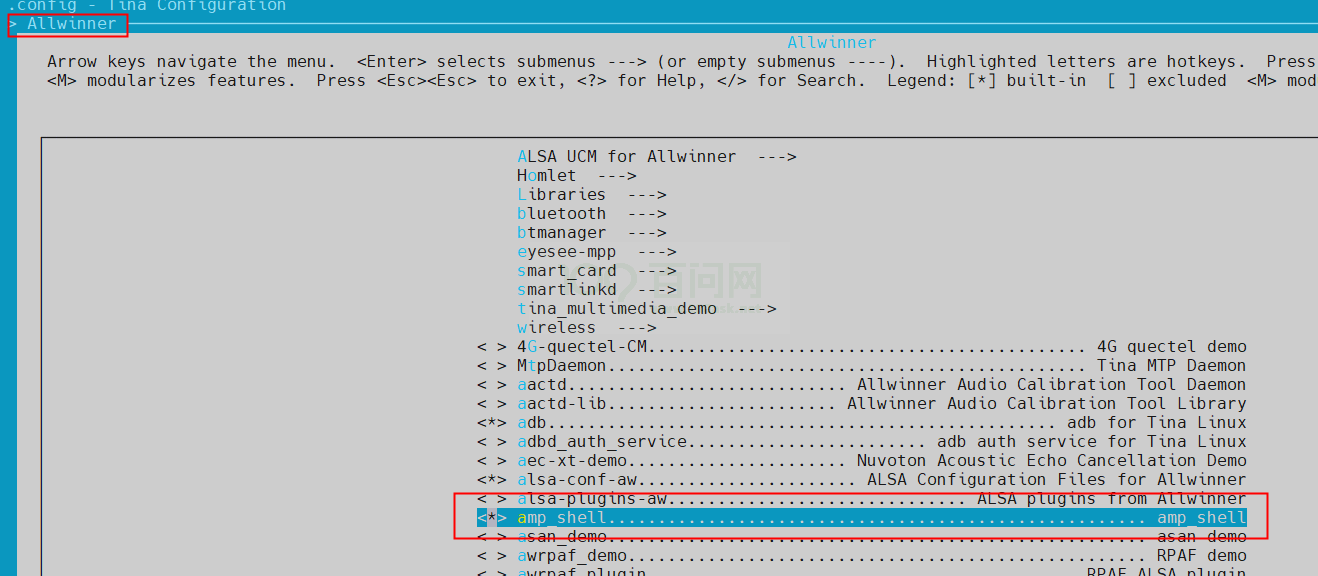 .config - Tina Configuration
> Allwinner
Allwinner
Arrow keys navigate the menu.  <Enter> selects submenus ---> (or empty submenus ----).  Highlighted letters are hotkeys.  Press
<M> modularizes features.  Press <Esc><Esc> to exit, <?> for Help, </> for Search.  Legend: [*] built-in  [ ] excluded  <M> mod
ALSA UCM for Allwinner  --->
Homlet  --->
Libraries  --->
bluetooth  --->
btmanager  --->
eyesee-mpp  --->
smart_card  --->
百问网
smartlinkd  --->
tina_multimedia_demo  --->
wireless  --->
< > 4G-quectel-CM............................................ 4G quectel demo
< > MtpDaemon................................................ Tina MTP Daemon
< > aactd............................ Allwinner Audio Calibration Tool Daemon
< > aactd-lib....................... Allwinner Audio Calibration Tool Library
<*> adb..................................................... adb for Tina Linux
< > adbd_auth_service........................ adb auth service for Tina Linux
< > aec-xt-demo...................... Nuvoton Acoustic Echo Cancellation Demo
<*> alsa-conf-aw...................... ALSA Configuration Files for Allwinner
< > alsa-plugins-aw............................... ALSA plugins from Allwinner
<*> amp_shell...................................................... amp_shell
< > asan_demo...................................................... asan demo
< > awrpaf_demo.................................................... RPAF demo
< > awrpaf_plugin............................................ RPAF ALSA plugin